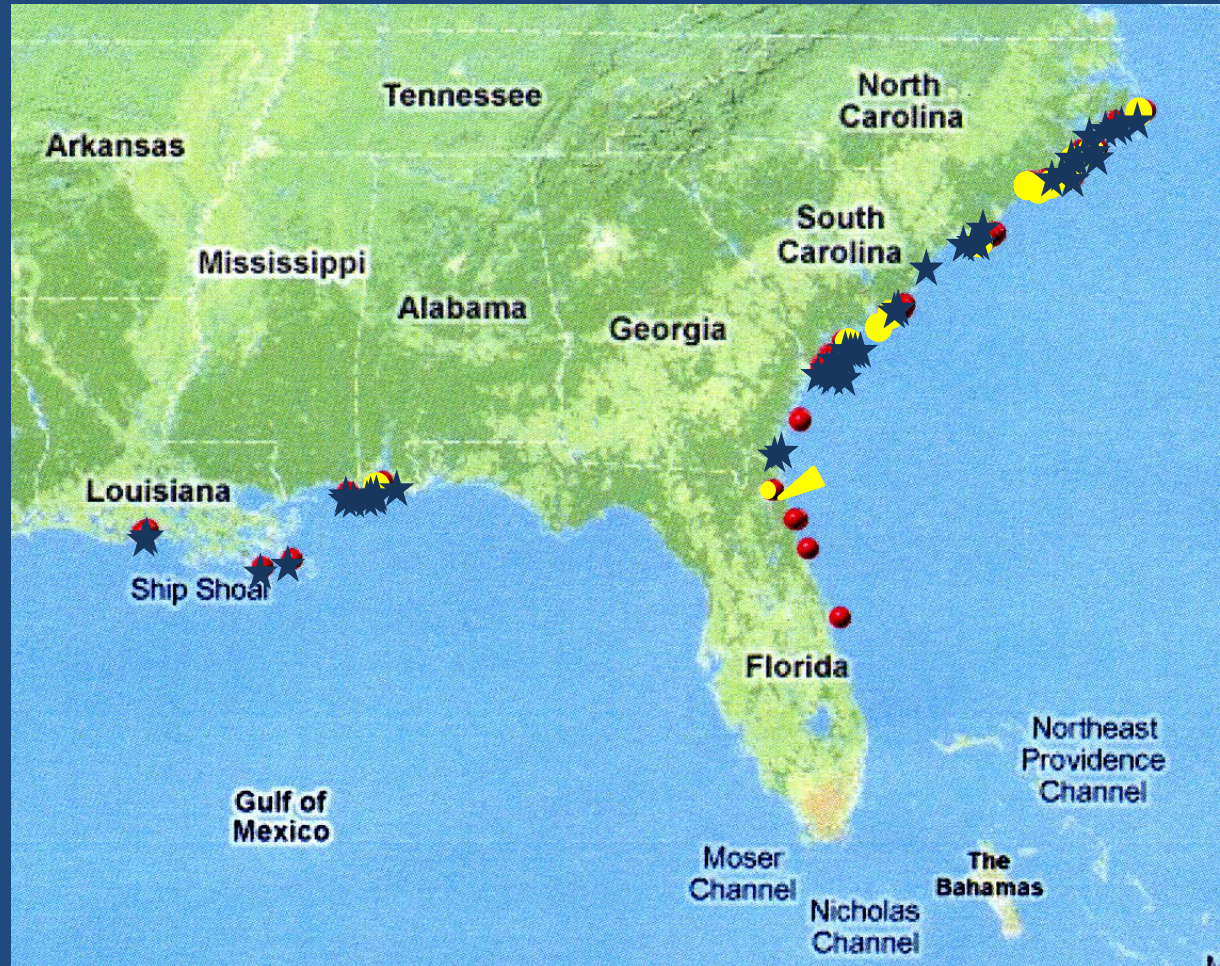 Tennessee
North
Carolina
Arkansas
South
Carolina
Mississippi
Alabama
Georgia
Louisiana
Ship Shoal
Florida
Northeast
Providence
Channel
Gulf of
Mexico
Moser
Channel
The
Bahamas
Nicholas
Channel